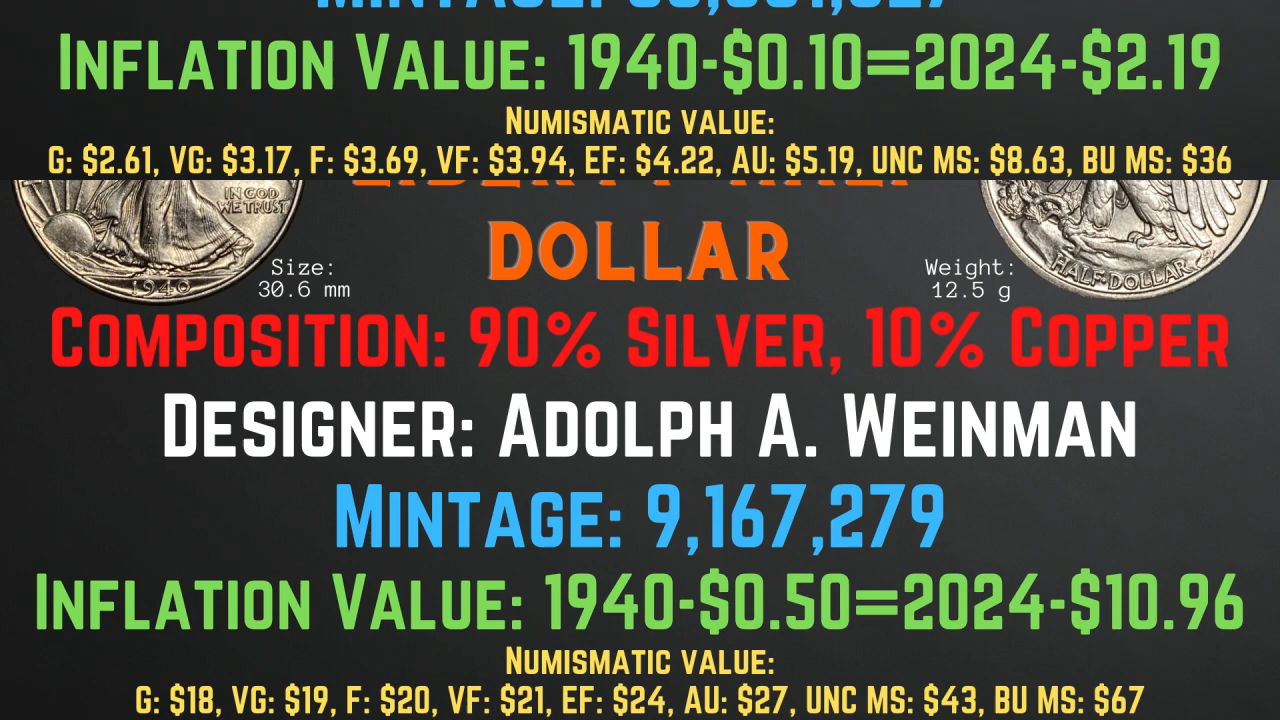 Inflation Value: 1940-$0.10=2024-$2.19
Numismatic value:
G: $2.61, VG: $3.17, F: $3.69, VF: $3.94, EF: $4.22, AU: $5.19, UNC MS: $8.63, BU MS: $36
IN GOD
WE TRUST
DOLLAR
Size:
30.6 mm
Weight:
12.5 g
1940
HALF·DOLLAR
Composition: 90% Silver, 10% Copper
Designer: Adolph A. Weinman
Mintage: 9,167,279
Inflation Value: 1940-$0.50=2024-$10.96
Numismatic value:
G: $18, VG: $19, F: $20, VF: $21, EF: $24, AU: $27, UNC MS: $43, BU MS: $67